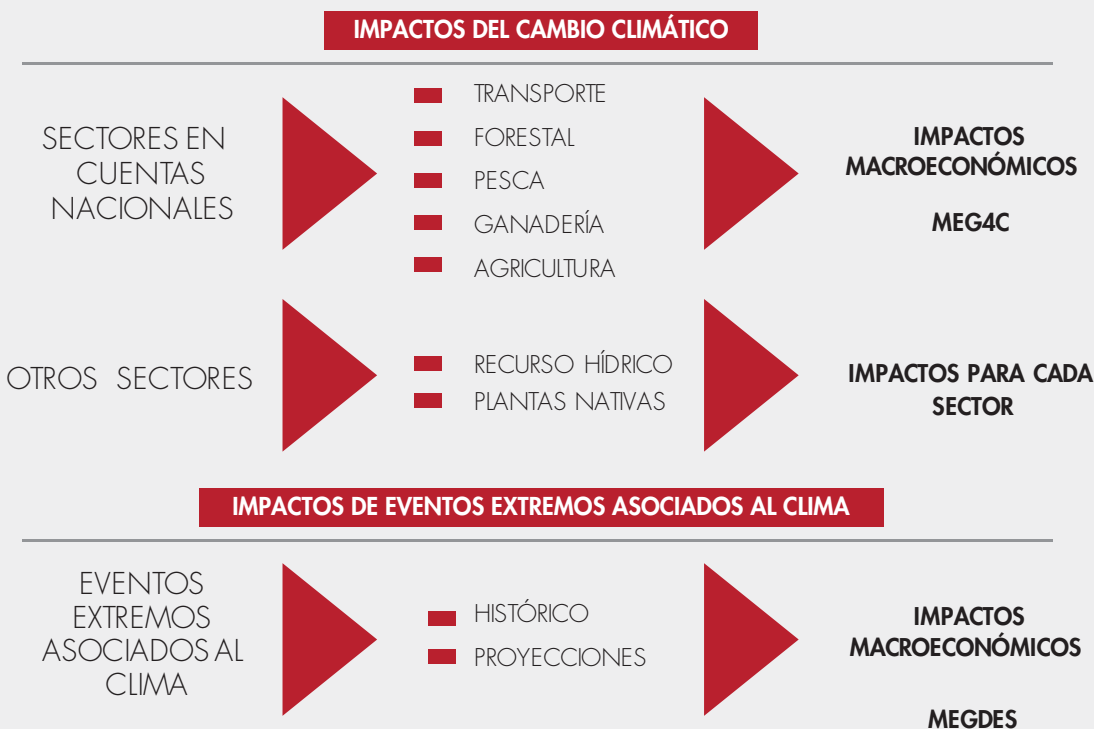 IMPACTOS DEL CAMBIO CLIMÁTICO
SECTORES EN
CUENTAS
NACIONALES
TRANSPORTE
FORESTAL
PESCA
GANADERÍA
AGRICULTURA
IMPACTOS
MACROECONÓMICOS
MEG4C
OTROS SECTORES
RECURSO HÍDRICO
PLANTAS NATIVAS
IMPACTOS PARA CADA
SECTOR
IMPACTOS DE EVENTOS EXTREMOS ASOCIADOS AL CLIMA
EVENTOS
EXTREMOS
ASOCIADOS AL
CLIMA
HISTÓRICO
PROYECCIONES
IMPACTOS
MACROECONÓMICOS
MEGDES